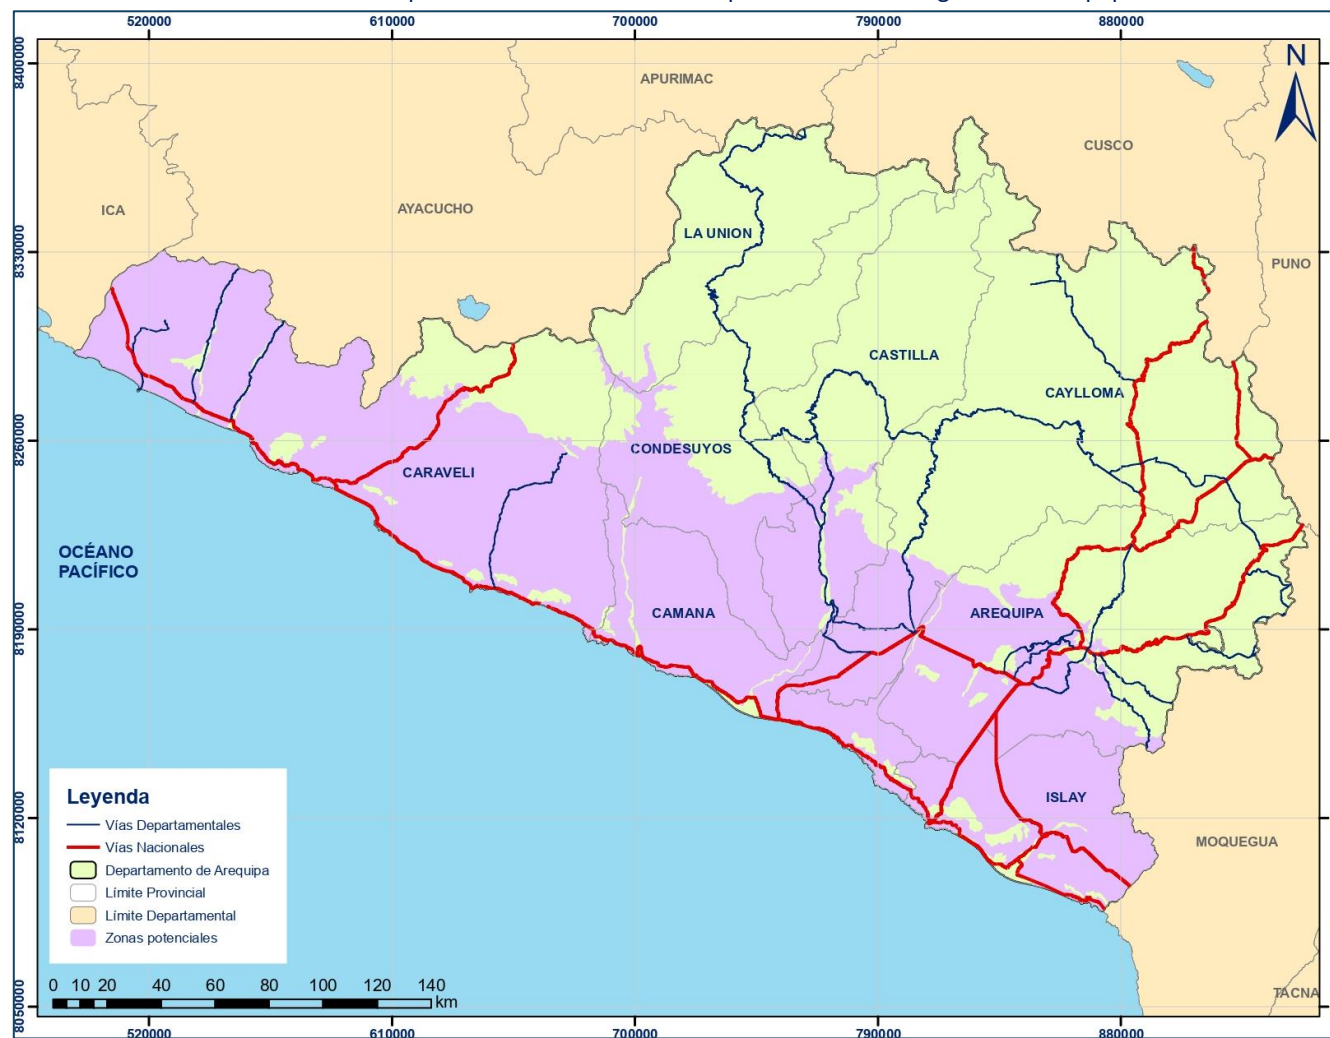 520000 610000 700000 790000 880000
8400000
N
APURIMAC
CUSCO
ICA
AYACUCHO
LA UNION
8330000
PUNO
CASTILLA
CAYLLOMA
8260000
CONDESUYOS
CARAVELI
OCÉANO
PACÍFICO
CAMANA
AREQUIPA
8190000
ISLAY
8120000
MOQUEGUA
Leyenda
Vías Departamentales
Vías Nacionales
Departamento de Arequipa
Límite Provincial
Límite Departamental
Zonas potenciales
0 10 20 40 60 80 100 120 140
km
TACNA
8050000
520000 610000 700000 790000 880000